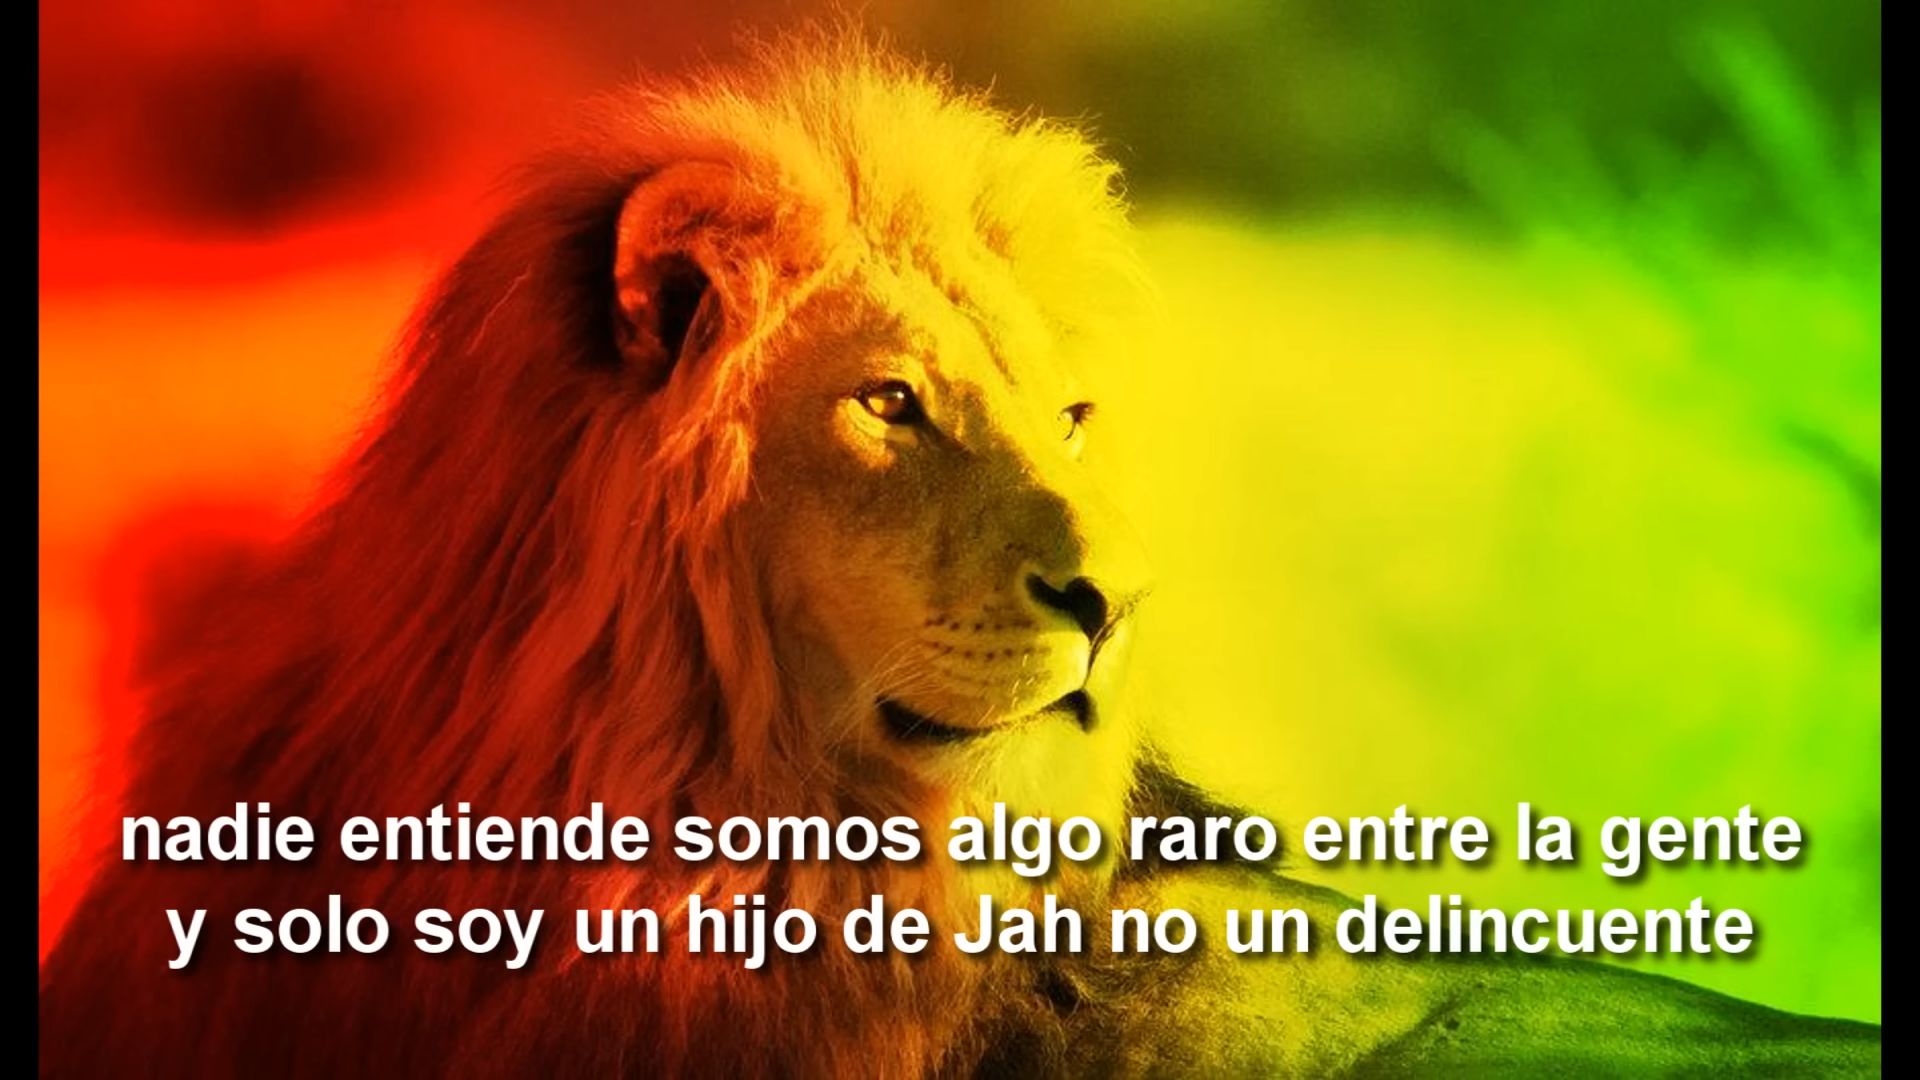 nadie entiende somos algo raro entre la gente
y solo soy un hijo de Jah no un delincuente